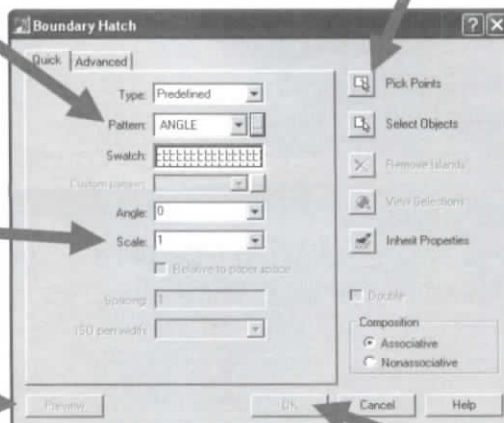 Boundary Hatch
Quick Advanced
Type: Predefined
Pattern: ANGLE
Swatch:
Custom pattern:
Angle: 0
Scale: 1
Relative to paper space
Spacing: 1
ISO pen width:
Pick Points
Select Objects
Remove Islands
View Selections
Inherit Properties
Double
Composition
Associative
Nonassociative
Preview OK Cancel Help